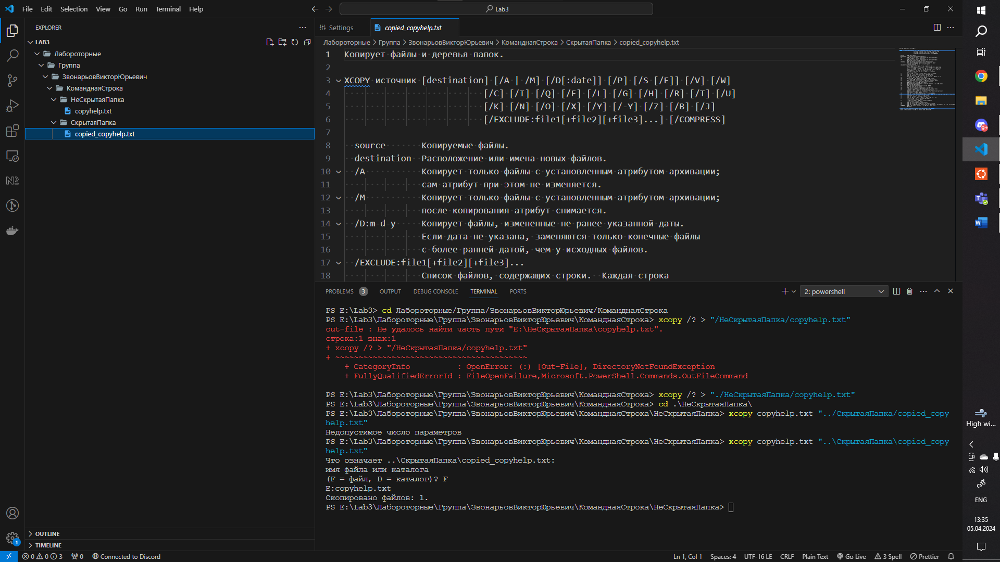 File Edit Selection View Go Run Terminal Help
Lab3
EXPLORER
LAB3
Лабороторные
Группа
ЗвонарьовВикторЮрьевич
КоманднаяСтрока
НеСкрытаяПапка
copyhelp.txt
СкрытаяПапка
copied_copyhelp.txt
OUTLINE
TIMELINE
Settings
copied_copyhelp.txt
Лабороторные > Группа > ЗвонарьовВикторЮрьевич > КоманднаяСтрока > СкрытаяПапка > copied_copyhelp.txt
1 Копирует файлы и деревья папок.
2
3 XCOPY источник [destination] [/A | /M] [/D[:date]] [/P] [/S [/E]] [/V] [/W]
4 [/C] [/I] [/Q] [/F] [/L] [/G] [/H] [/R] [/T] [/U]
5 [/K] [/N] [/O] [/X] [/Y] [/-Y] [/Z] [/B] [/J]
6 [/EXCLUDE:file1[+file2][+file3]...] [/COMPRESS]
7
8 source Копируемые файлы.
9 destination Расположение или имена новых файлов.
10 /A Копирует только файлы с установленным атрибутом архивации;
11 сам атрибут при этом не изменяется.
12 /M Копирует только файлы с установленным атрибутом архивации;
13 после копирования атрибут снимается.
14 /D:m-d-y Копирует файлы, измененные не ранее указанной даты.
15 Если дата не указана, заменяются только конечные файлы
16 с более ранней датой, чем у исходных файлов.
17 /EXCLUDE:file1[+file2][+file3]...
18 Список файлов, содержащих строки. Каждая строка
PROBLEMS 3 OUTPUT DEBUG CONSOLE TERMINAL PORTS
2: powershell
PS E:\Lab3> cd Лабороторные/Группа/ЗвонарьовВикторЮрьевич/КоманднаяСтрока
PS E:\Lab3\Лабороторные\Группа\ЗвонарьовВикторЮрьевич\КоманднаяСтрока> xcopy /? > "/НеСкрытаяПапка/copyhelp.txt"
out-file : Не удалось найти часть пути "E:\НеСкрытаяПапка\copyhelp.txt".
строка:1 знак:1
+ xcopy /? > "/НеСкрытаяПапка/copyhelp.txt"
+ ~~~~~~~~~~~~~~~~~~~~~~~~~~~~~~~~~~~~~~~~~
+ CategoryInfo : OpenError: (:) [Out-File], DirectoryNotFoundException
+ FullyQualifiedErrorId : FileOpenFailure,Microsoft.PowerShell.Commands.OutFileCommand
PS E:\Lab3\Лабороторные\Группа\ЗвонарьовВикторЮрьевич\КоманднаяСтрока> xcopy /? > "./НеСкрытаяПапка/copyhelp.txt"
PS E:\Lab3\Лабороторные\Группа\ЗвонарьовВикторЮрьевич\КоманднаяСтрока> cd .\НеСкрытаяПапка\
PS E:\Lab3\Лабороторные\Группа\ЗвонарьовВикторЮрьевич\КоманднаяСтрока\НеСкрытаяПапка> xcopy copyhelp.txt "../СкрытаяПапка/copied_copy
help.txt"
Недопустимое число параметров
PS E:\Lab3\Лабороторные\Группа\ЗвонарьовВикторЮрьевич\КоманднаяСтрока\НеСкрытаяПапка> xcopy copyhelp.txt "..\СкрытаяПапка\copied_copy
help.txt"
Что означает ..\СкрытаяПапка\copied_copyhelp.txt:
имя файла или каталога
(F = файл, D = каталог)? F
E:copyhelp.txt
Скопировано файлов: 1.
PS E:\Lab3\Лабороторные\Группа\ЗвонарьовВикторЮрьевич\КоманднаяСтрока\НеСкрытаяПапка>
1
0 0 3 0 Connected to Discord
Ln 1, Col 1 Spaces: 4 UTF-16 LE CRLF Plain Text Go Live 3 Spell Prettier
9+
High wi...
ENG
13:35
05.04.2024